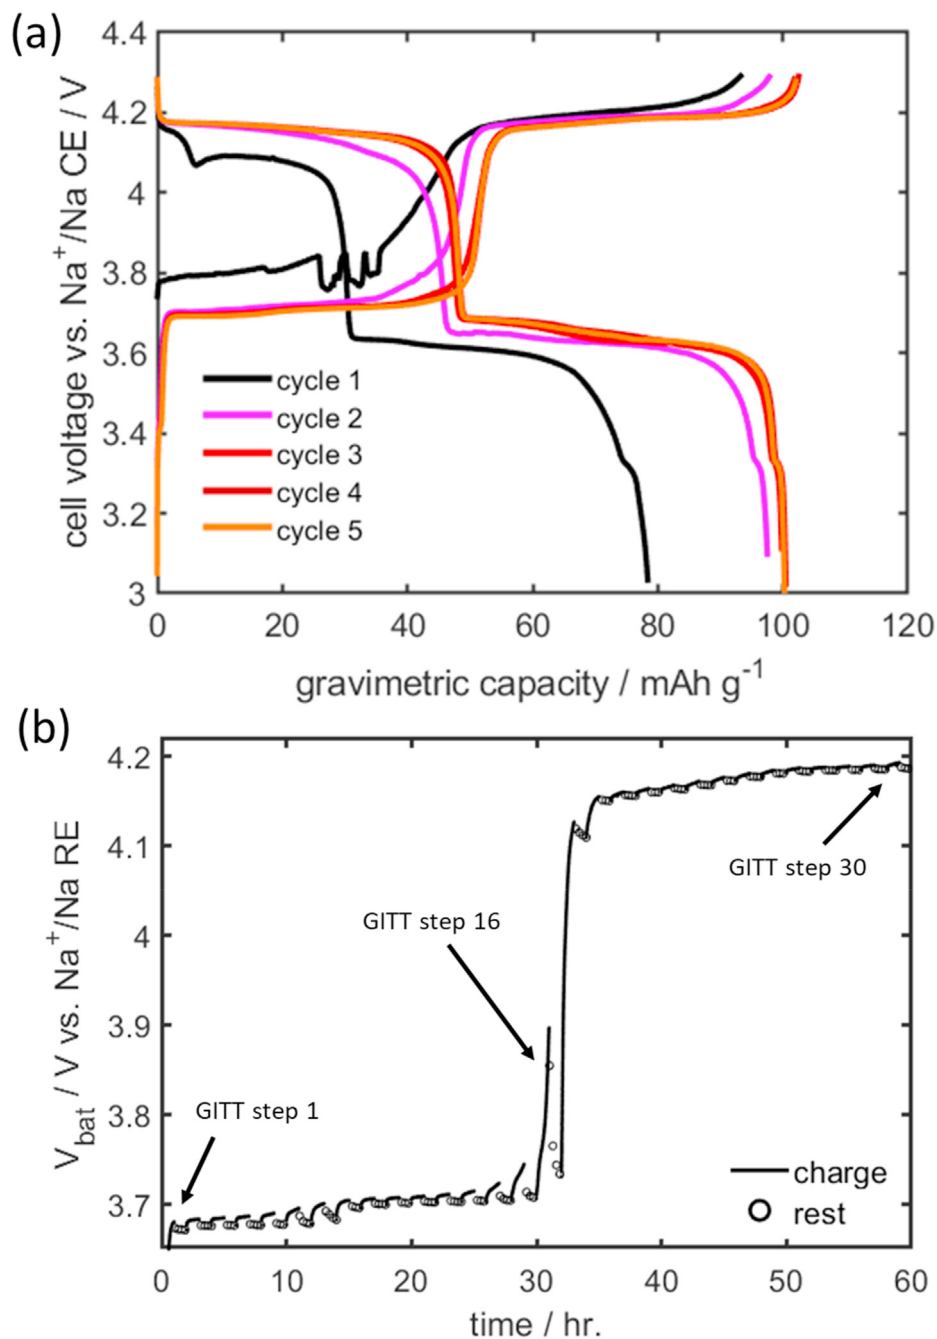 (a)
4.4
4.2
4
3.8
3.6
3.4
3.2
3
cell voltage vs. Na⁺/Na CE / V
cycle 1
cycle 2
cycle 3
cycle 4
cycle 5
0
20
40
60
80
100
120
gravimetric capacity / mAh g⁻¹
(b)
4.2
4.1
4
3.9
3.8
3.7
V_bat / V vs. Na⁺/Na RE
GITT step 30
GITT step 16
GITT step 1
charge
rest
0
10
20
30
40
50
60
time / hr.